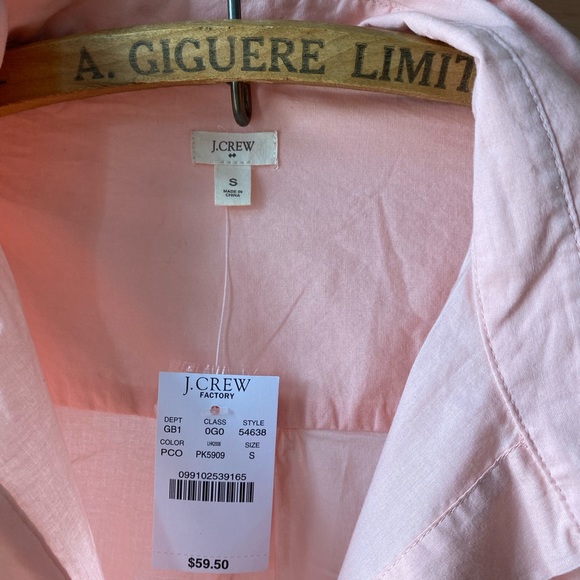 A. GIGUERE LIMIT
J.CREW
S
MADE IN
CHINA
J.CREW
FACTORY
DEPT CLASS STYLE
GB1 0G0 54638
COLOR SIZE
PCO PK5909 S
099102539165
$59.50